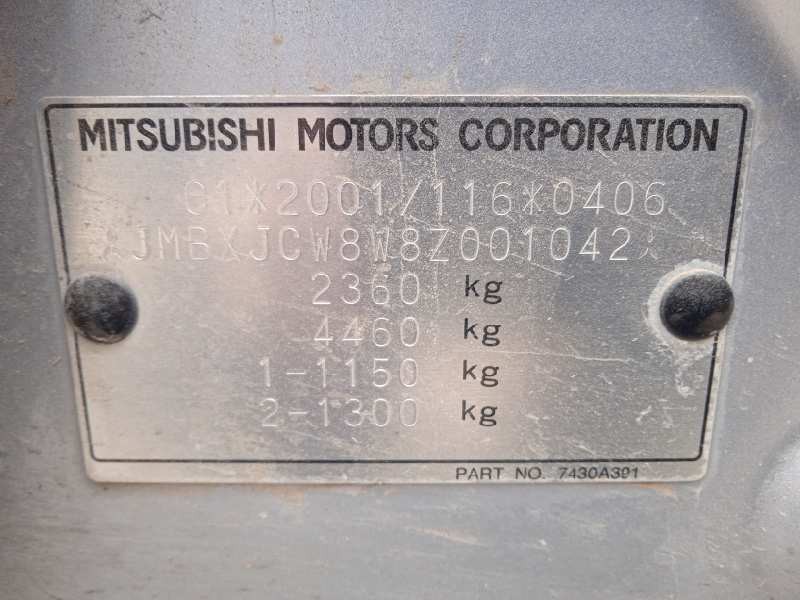 MITSUBISHI MOTORS CORPORATION
G1*2001/116*0406
*JMBXJCW8W8Z001042*
2360 kg
4460 kg
1-1150 kg
2-1300 kg
PART NO. 7430A391